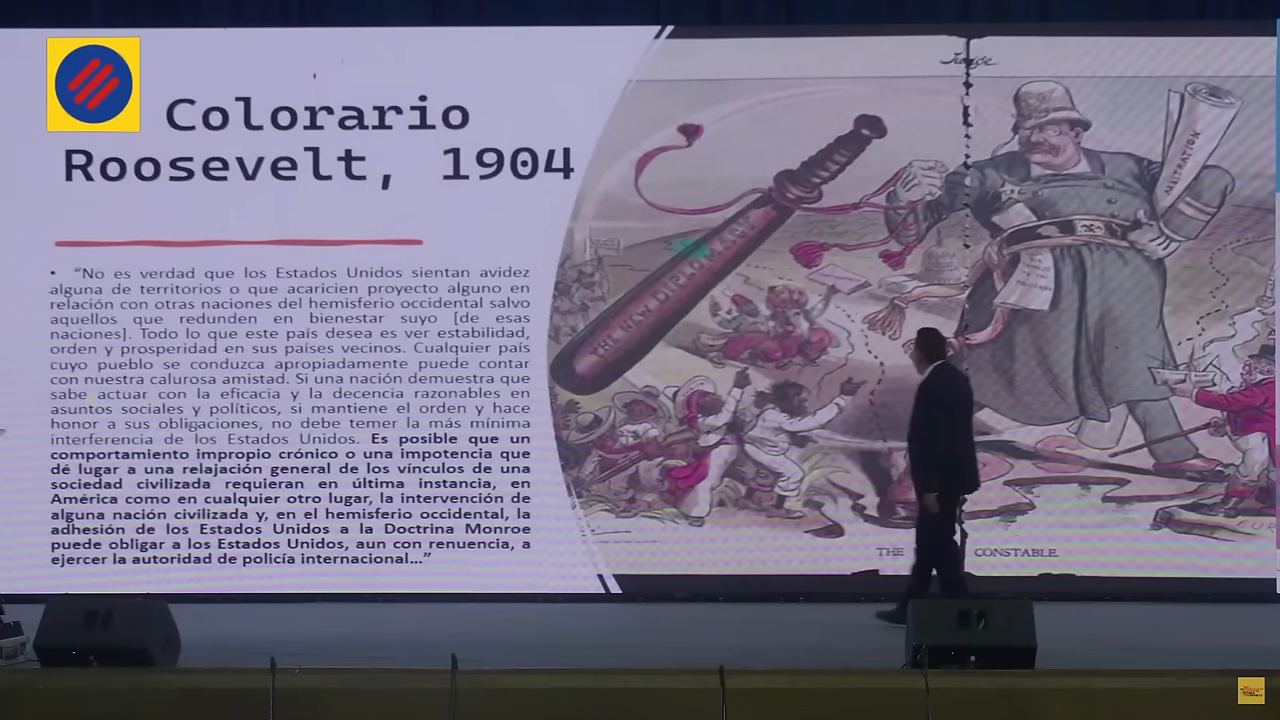 Colorario
Roosevelt, 1904
• “No es verdad que los Estados Unidos sientan avidez
alguna de territorios o que acaricien proyecto alguno en
relación con otras naciones del hemisferio occidental salvo
aquellos que redunden en bienestar suyo [de esas
naciones]. Todo lo que este país desea es ver estabilidad,
orden y prosperidad en sus países vecinos. Cualquier país
cuyo pueblo se conduzca apropiadamente puede contar
con nuestra calurosa amistad. Si una nación demuestra que
sabe actuar con la eficacia y la decencia razonables en
asuntos sociales y políticos, si mantiene el orden y hace
honor a sus obligaciones, no debe temer la más mínima
interferencia de los Estados Unidos. Es posible que un
comportamiento impropio crónico o una impotencia que
dé lugar a una relajación general de los vínculos de una
sociedad civilizada requieran en última instancia, en
América como en cualquier otro lugar, la intervención de
alguna nación civilizada y, en el hemisferio occidental, la
adhesión de los Estados Unidos a la Doctrina Monroe
puede obligar a los Estados Unidos, aun con renuencia, a
ejercer la autoridad de policía internacional...”
Judge
THE NEW DIPLOMACY
THE CONSTABLE